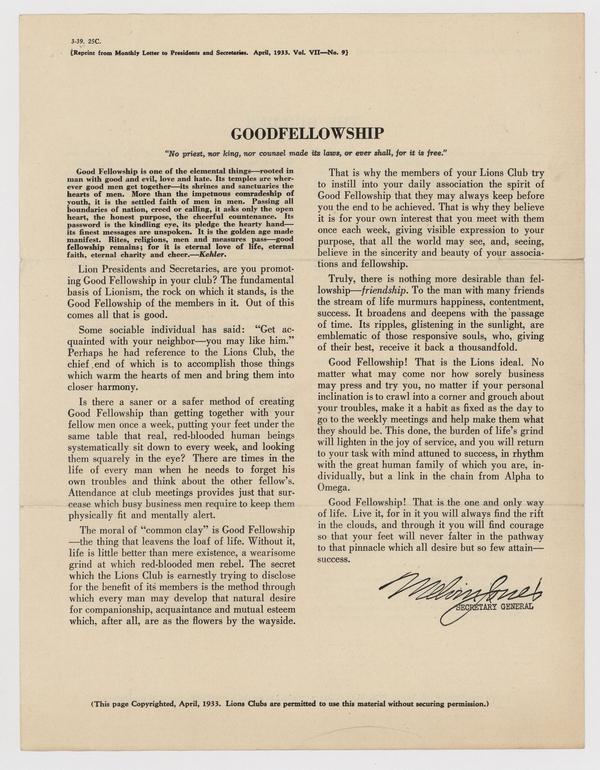 3-39. 25C.
[Reprint from Monthly Letter to Presidents and Secretaries. April, 1933. Vol. VII—No. 9]
GOODFELLOWSHIP
"No priest, nor king, nor counsel made its laws, or ever shall, for it is free."
Good Fellowship is one of the elemental things—rooted in
man with good and evil, love and hate. Its temples are wher-
ever good men get together—its shrines and sanctuaries the
hearts of men. More than the impetuous comradeship of
youth, it is the settled faith of men in men. Passing all
boundaries of nation, creed or calling, it asks only the open
heart, the honest purpose, the cheerful countenance. Its
password is the kindling eye, its pledge the hearty hand—
its finest messages are unspoken. It is the golden age made
manifest. Rites, religions, men and measures pass—good
fellowship remains; for it is eternal love of life, eternal
faith, eternal charity and cheer.—Kehler.
Lion Presidents and Secretaries, are you promot-
ing Good Fellowship in your club? The fundamental
basis of Lionism, the rock on which it stands, is the
Good Fellowship of the members in it. Out of this
comes all that is good.
Some sociable individual has said: "Get ac-
quainted with your neighbor—you may like him."
Perhaps he had reference to the Lions Club, the
chief end of which is to accomplish those things
which warm the hearts of men and bring them into
closer harmony.
Is there a saner or a safer method of creating
Good Fellowship than getting together with your
fellow men once a week, putting your feet under the
same table that real, red-blooded human beings
systematically sit down to every week, and looking
them squarely in the eye? There are times in the
life of every man when he needs to forget his
own troubles and think about the other fellow's.
Attendance at club meetings provides just that sur-
cease which busy business men require to keep them
physically fit and mentally alert.
The moral of "common clay" is Good Fellowship
—the thing that leavens the loaf of life. Without it,
life is little better than mere existence, a wearisome
grind at which red-blooded men rebel. The secret
which the Lions Club is earnestly trying to disclose
for the benefit of its members is the method through
which every man may develop that natural desire
for companionship, acquaintance and mutual esteem
which, after all, are as the flowers by the wayside.
That is why the members of your Lions Club try
to instill into your daily association the spirit of
Good Fellowship that they may always keep before
you the end to be achieved. That is why they believe
it is for your own interest that you meet with them
once each week, giving visible expression to your
purpose, that all the world may see, and, seeing,
believe in the sincerity and beauty of your associa-
tions and fellowship.
Truly, there is nothing more desirable than fel-
lowship—friendship. To the man with many friends
the stream of life murmurs happiness, contentment,
success. It broadens and deepens with the passage
of time. Its ripples, glistening in the sunlight, are
emblematic of those responsive souls, who, giving
of their best, receive it back a thousandfold.
Good Fellowship! That is the Lions ideal. No
matter what may come nor how sorely business
may press and try you, no matter if your personal
inclination is to crawl into a corner and grouch about
your troubles, make it a habit as fixed as the day to
go to the weekly meetings and help make them what
they should be. This done, the burden of life's grind
will lighten in the joy of service, and you will return
to your task with mind attuned to success, in rhythm
with the great human family of which you are, in-
dividually, but a link in the chain from Alpha to
Omega.
Good Fellowship! That is the one and only way
of life. Live it, for in it you will always find the rift
in the clouds, and through it you will find courage
so that your feet will never falter in the pathway
to that pinnacle which all desire but so few attain—
success.
Melvin Jones
SECRETARY GENERAL
(This page Copyrighted, April, 1933. Lions Clubs are permitted to use this material without securing permission.)